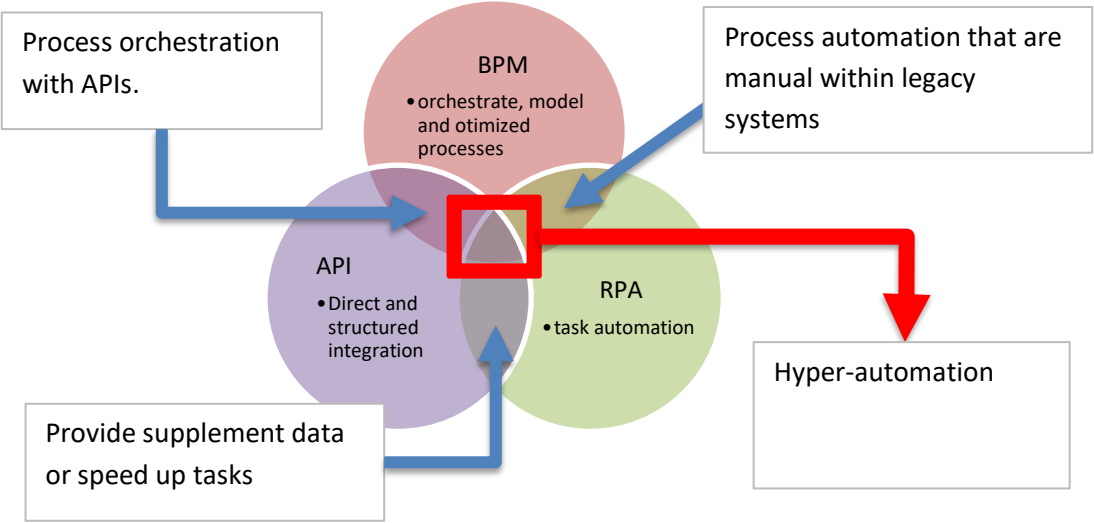 Process orchestration
with APIs.
BPM
•orchestrate, model
and otimized
processes
Process automation that are
manual within legacy
systems
API
•Direct and
structured
integration
RPA
•task automation
Provide supplement data
or speed up tasks
Hyper-automation